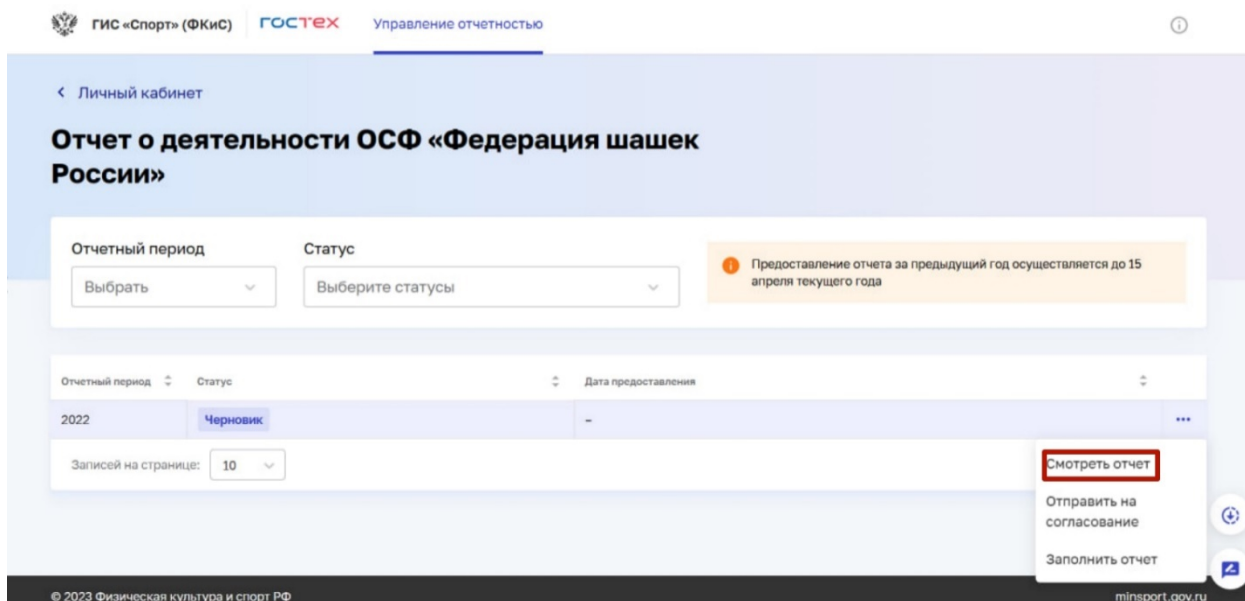 ГИС «Спорт» (ФКиС) ГОСТЕХ Управление отчетностью
Личный кабинет
Отчет о деятельности ОСФ «Федерация шашек
России»
Отчетный период Статус
Выбрать Выберите статусы
Предоставление отчета за предыдущий год осуществляется до 15
апреля текущего года
Отчетный период Статус Дата предоставления
2022 Черновик –
Записей на странице: 10
Смотреть отчет
Отправить на
согласование
Заполнить отчет
© 2023 Физическая культура и спорт РФ minsport.gov.ru